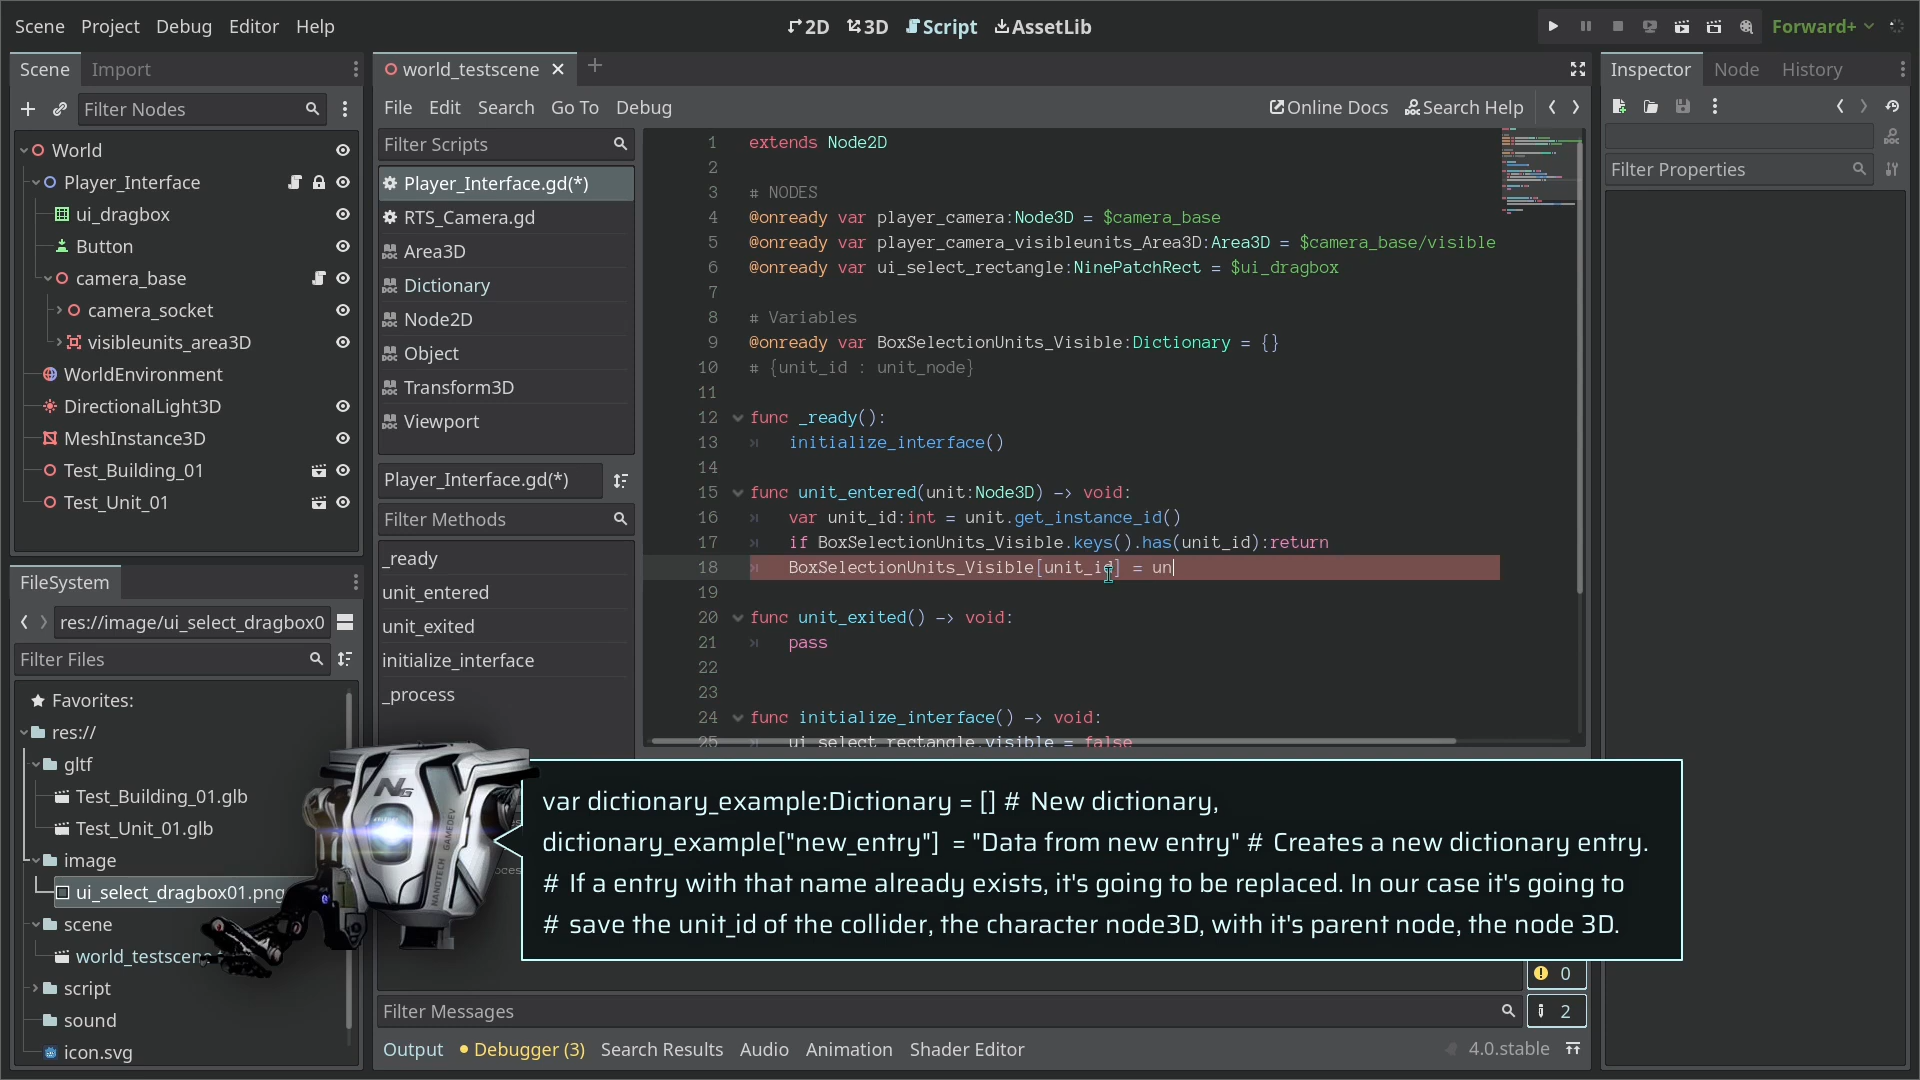 Scene Project Debug Editor Help
2D 3D Script AssetLib
Forward+
Scene Import
Filter Nodes
World
Player_Interface
ui_dragbox
Button
camera_base
camera_socket
visibleunits_area3D
WorldEnvironment
DirectionalLight3D
MeshInstance3D
Test_Building_01
Test_Unit_01
FileSystem
res://image/ui_select_dragbox0
Filter Files
Favorites:
res://
gltf
Test_Building_01.glb
Test_Unit_01.glb
image
ui_select_dragbox01.png
scene
world_testscene
script
sound
icon.svg
world_testscene
File Edit Search Go To Debug
Online Docs Search Help
Filter Scripts
Player_Interface.gd(*)
RTS_Camera.gd
Area3D
Dictionary
Node2D
Object
Transform3D
Viewport
Player_Interface.gd(*)
Filter Methods
_ready
unit_entered
unit_exited
initialize_interface
_process
1 extends Node2D
2
3 # NODES
4 @onready var player_camera:Node3D = $camera_base
5 @onready var player_camera_visibleunits_Area3D:Area3D = $camera_base/visible
6 @onready var ui_select_rectangle:NinePatchRect = $ui_dragbox
7
8 # Variables
9 @onready var BoxSelectionUnits_Visible:Dictionary = {}
10 # {unit_id : unit_node}
11
12 func _ready():
13 initialize_interface()
14
15 func unit_entered(unit:Node3D) -> void:
16 var unit_id:int = unit.get_instance_id()
17 if BoxSelectionUnits_Visible.keys().has(unit_id):return
18 BoxSelectionUnits_Visible[unit_id] = un
19
20 func unit_exited() -> void:
21 pass
22
23
24 func initialize_interface() -> void:
25 ui_select_rectangle.visible = false
NG
GAMEDEV
NANOTECH
var dictionary_example:Dictionary = [] # New dictionary,
dictionary_example["new_entry"] = "Data from new entry" # Creates a new dictionary entry.
# If a entry with that name already exists, it's going to be replaced. In our case it's going to
# save the unit_id of the collider, the character node3D, with it's parent node, the node 3D.
0
Filter Messages
2
Output Debugger (3) Search Results Audio Animation Shader Editor
4.0.stable
Inspector Node History
Filter Properties